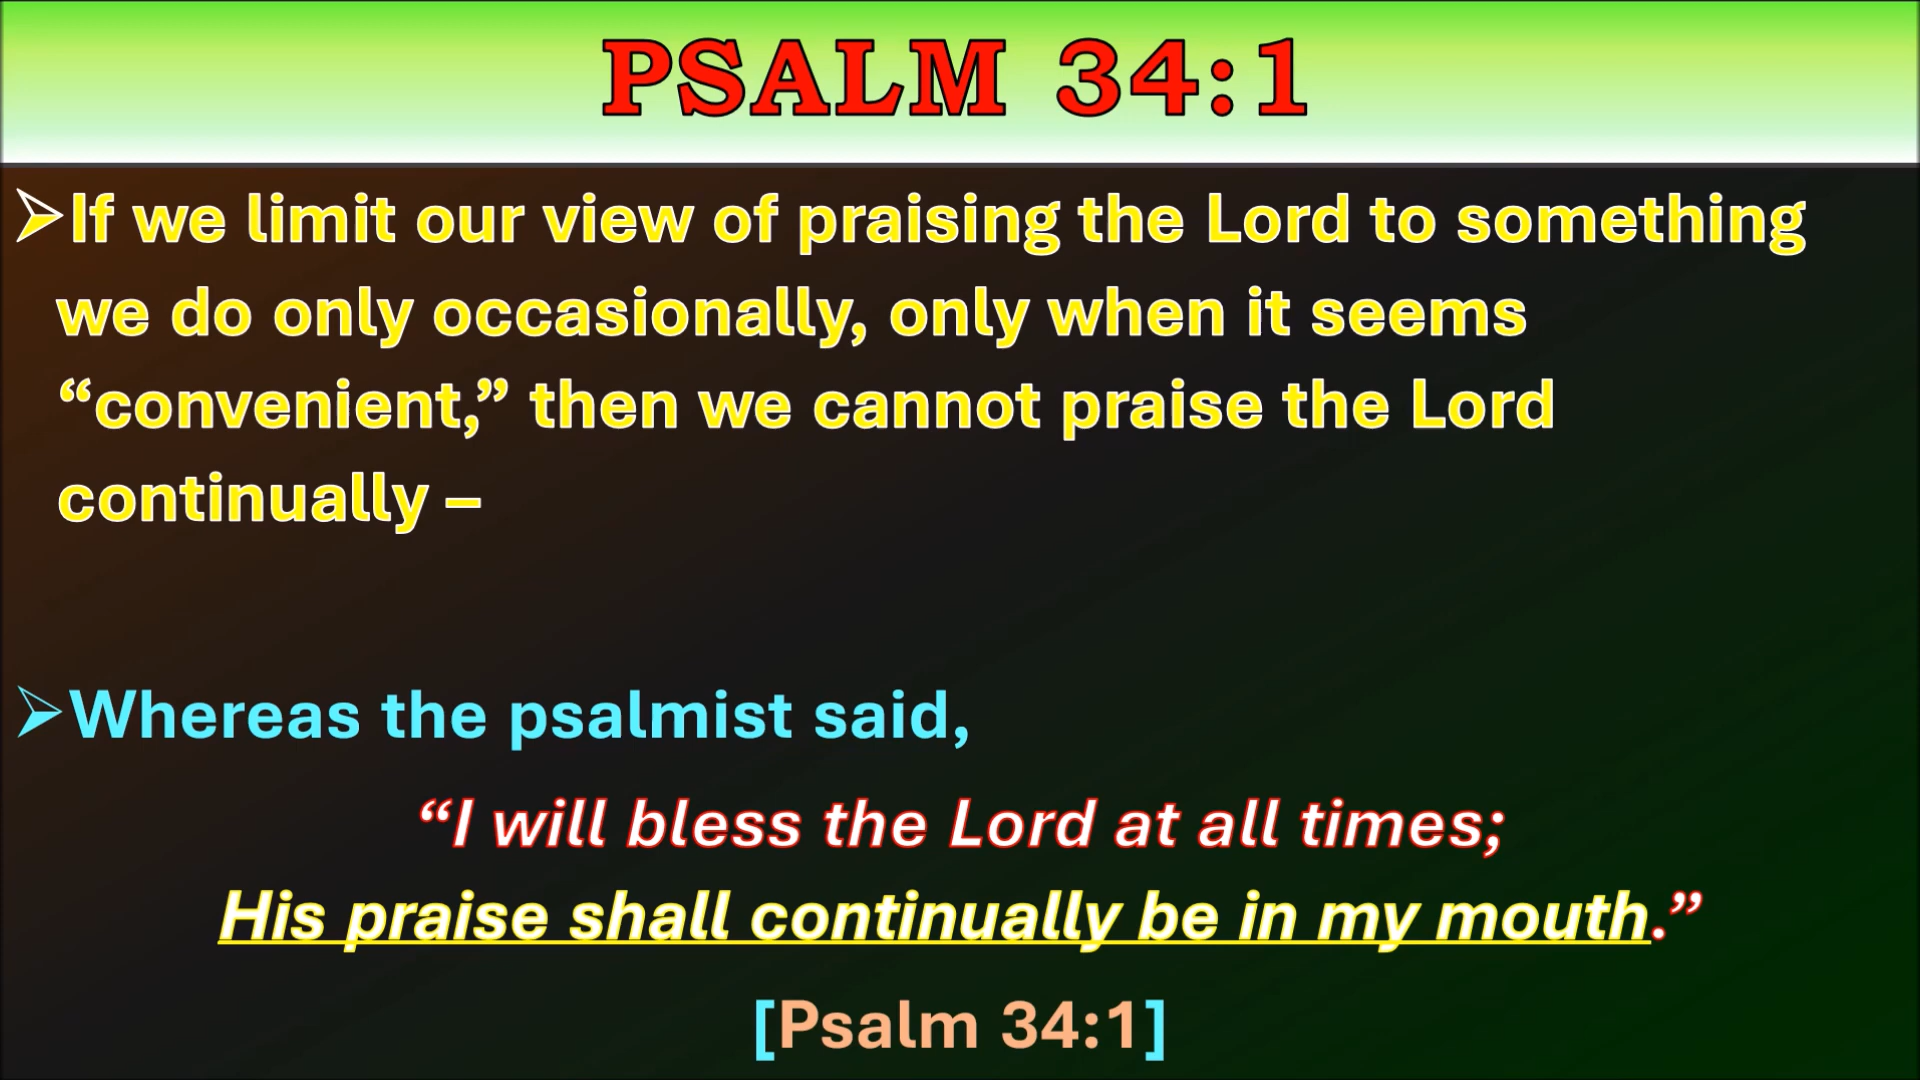 PSALM 34:1
➢If we limit our view of praising the Lord to something
we do only occasionally, only when it seems
“convenient,” then we cannot praise the Lord
continually –
➢Whereas the psalmist said,
“I will bless the Lord at all times;
His praise shall continually be in my mouth.”
[Psalm 34:1]